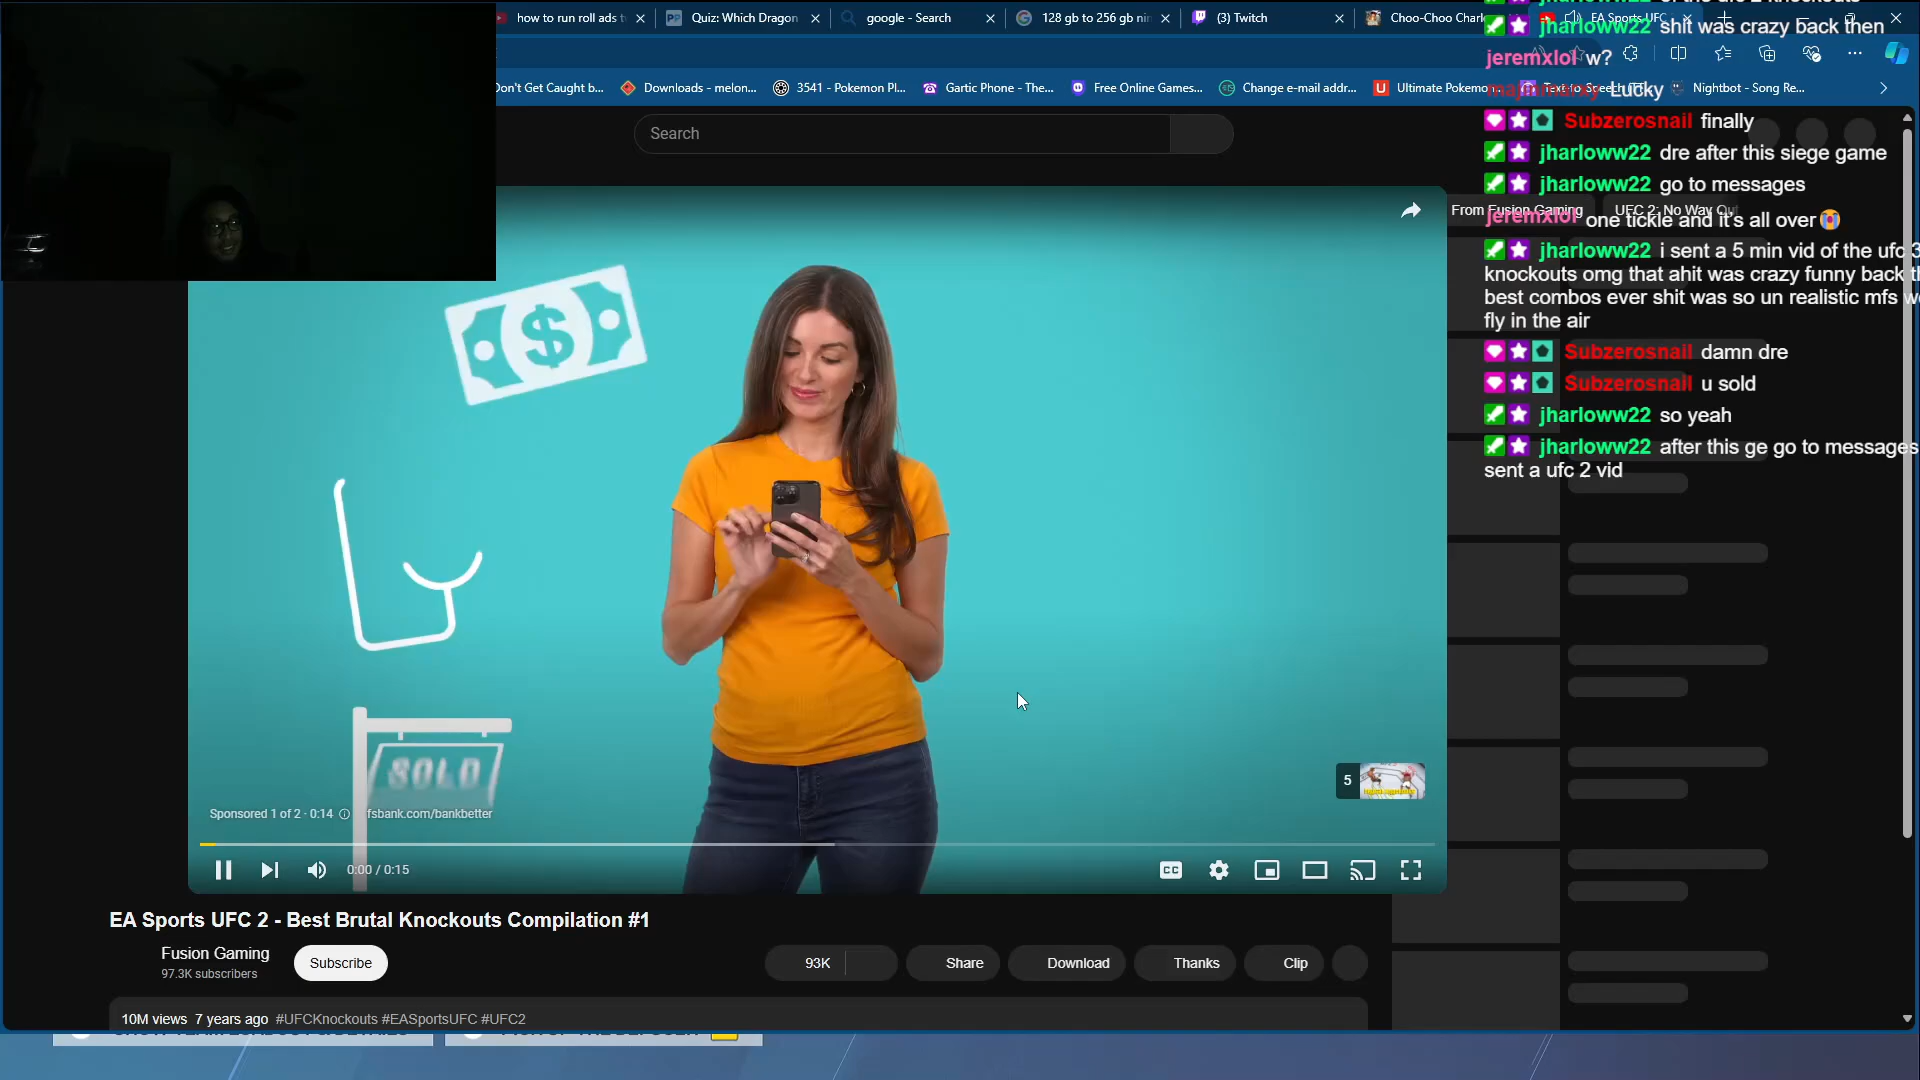 how to run roll ads
Quiz: Which Dragon
google - Search
128 gb to 256 gb nin
(3) Twitch
Choo-Choo Charl
EA Sports UFC
Don't Get Caught b...
Downloads - melon...
3541 - Pokemon Pl...
Gartic Phone - The...
Free Online Games...
Change e-mail addr...
Ultimate Pokemon
Nightbot - Song Re...
Search
jharloww22 shit was crazy back then
jeremxlol w?
Lucky
Subzerosnail finally
jharloww22 dre after this siege game
jharloww22 go to messages
From Fusion Gaming
UFC 2: No Way Out
jeremxlol one tickle and it's all over
jharloww22 i sent a 5 min vid of the ufc 3
knockouts omg that ahit was crazy funny back
best combos ever shit was so un realistic mfs
fly in the air
Subzerosnail damn dre
Subzerosnail u sold
jharloww22 so yeah
jharloww22 after this ge go to messages
sent a ufc 2 vid
SOLD
5
Sponsored 1 of 2 · 0:14
fsbank.com/bankbetter
0:00 / 0:15
CC
EA Sports UFC 2 - Best Brutal Knockouts Compilation #1
Fusion Gaming
97.3K subscribers
Subscribe
93K
Share
Download
Thanks
Clip
10M views 7 years ago #UFCKnockouts #EASportsUFC #UFC2